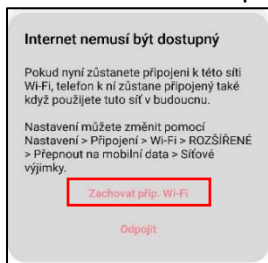 Internet nemusí být dostupný
Pokud nyní zůstanete připojeni k této síti
Wi-Fi, telefon k ní zůstane připojený také
když použijete tuto síť v budoucnu.
Nastavení můžete změnit pomocí
Nastavení > Připojení > Wi-Fi > ROZŠÍŘENÉ
> Přepnout na mobilní data > Síťové
výjimky.
Zachovat přip. Wi-Fi
Odpojit